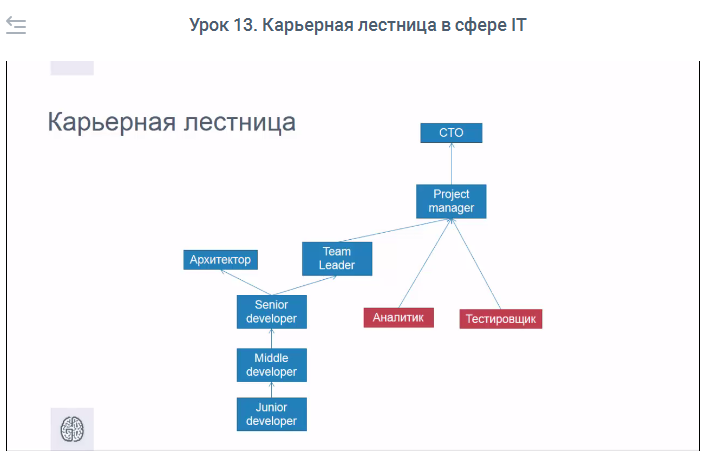 Урок 13. Карьерная лестница в сфере IT
Карьерная лестница
CTO
Project
manager
Team
Leader
Архитектор
Senior
developer
Аналитик
Тестировщик
Middle
developer
Junior
developer